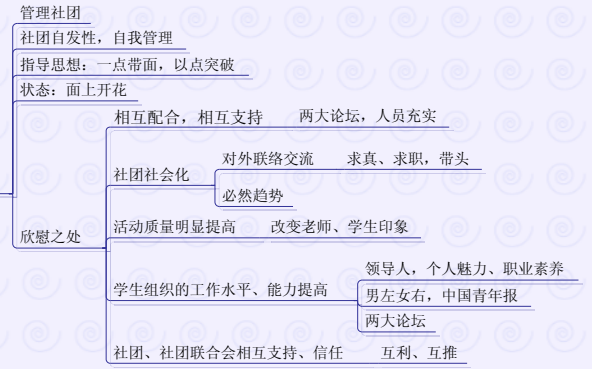 管理社团
社团自发性，自我管理
指导思想：一点带面，以点突破
状态：面上开花
欣慰之处
相互配合，相互支持
两大论坛，人员充实
社团社会化
对外联络交流
求真、求职，带头
必然趋势
活动质量明显提高
改变老师、学生印象
学生组织的工作水平、能力提高
领导人，个人魅力、职业素养
男左女右，中国青年报
两大论坛
社团、社团联合会相互支持、信任
互利、互推